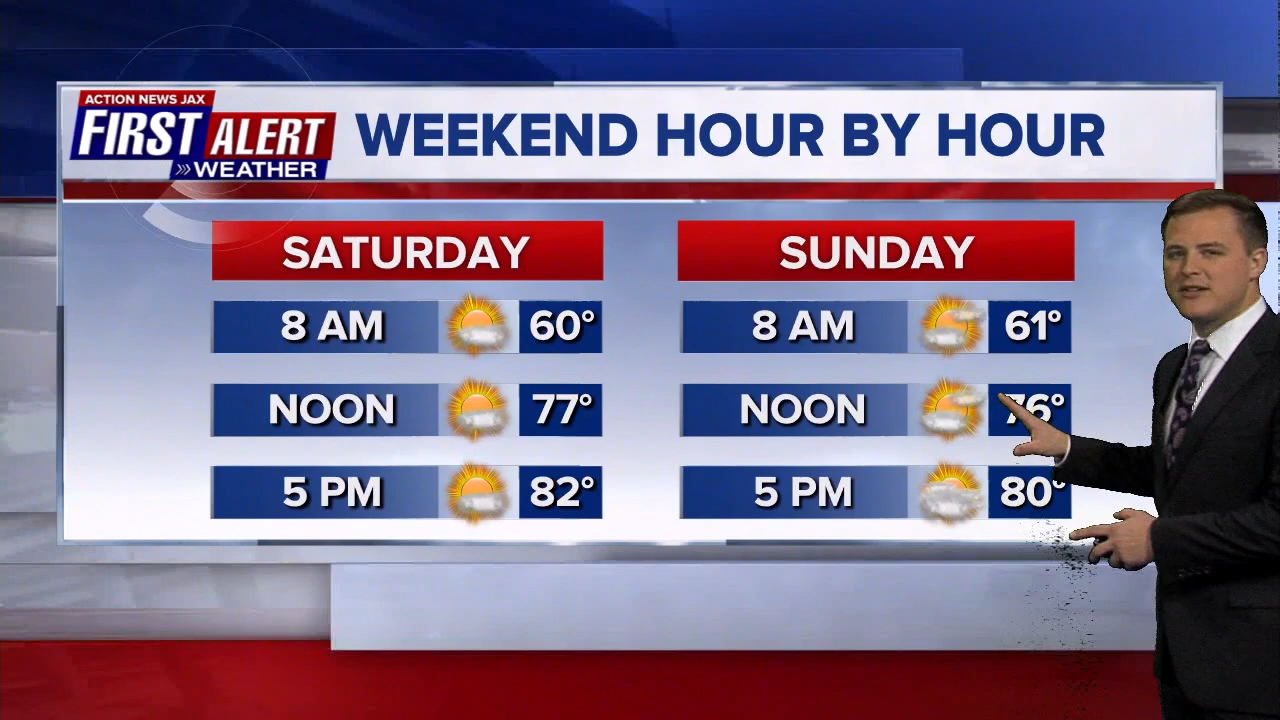 ACTION NEWS JAX
FIRST ALERT
WEATHER
WEEKEND HOUR BY HOUR
SATURDAY
8 AM 60°
NOON 77°
5 PM 82°
SUNDAY
8 AM 61°
NOON 76°
5 PM 80°